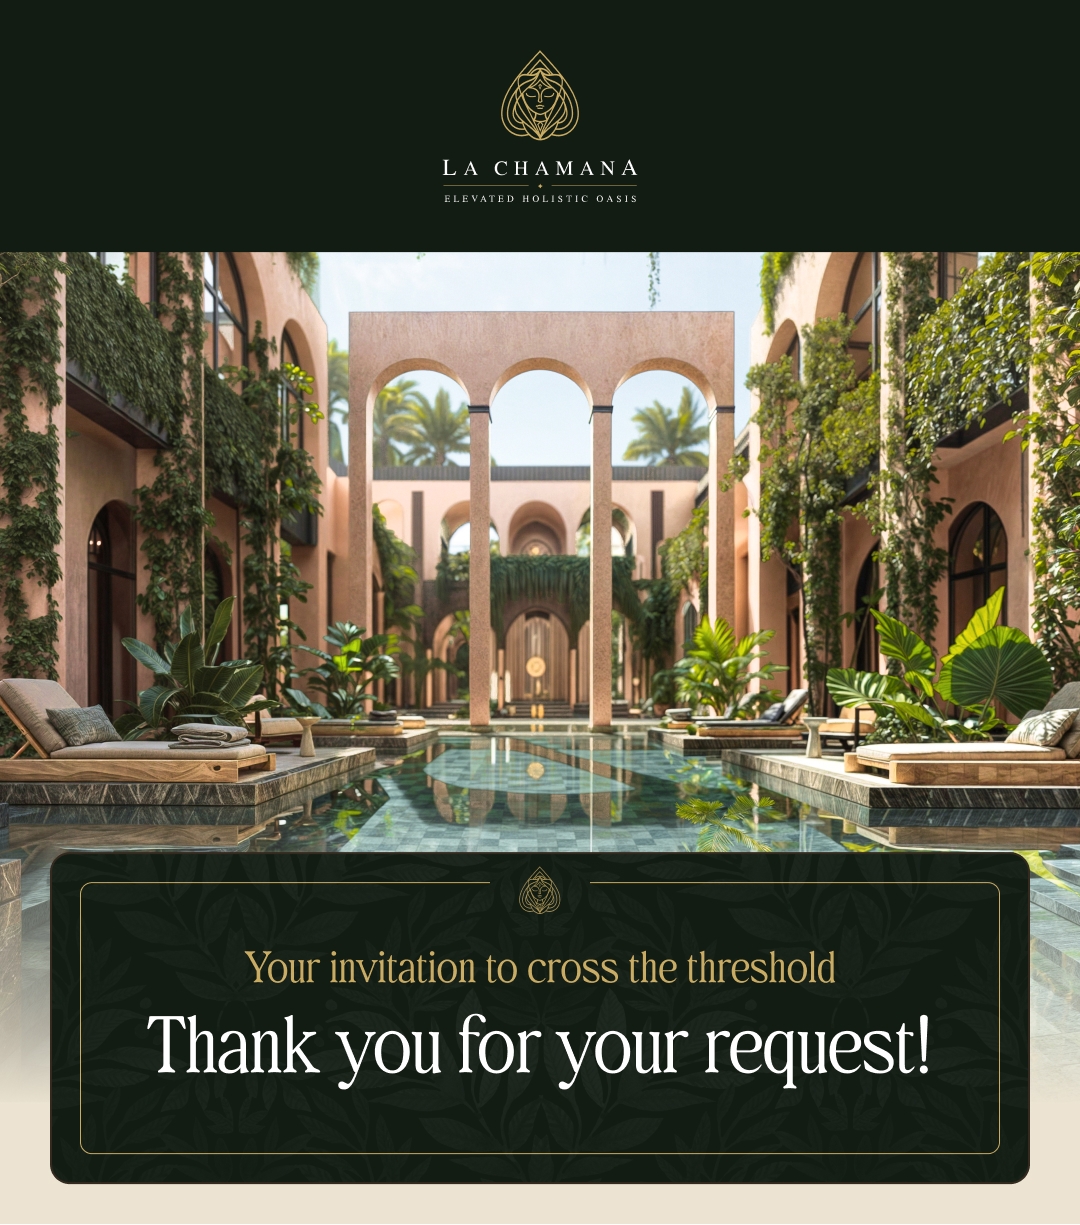 LA CHAMANA
ELEVATED HOLISTIC OASIS
Your invitation to cross the threshold
Thank you for your request!